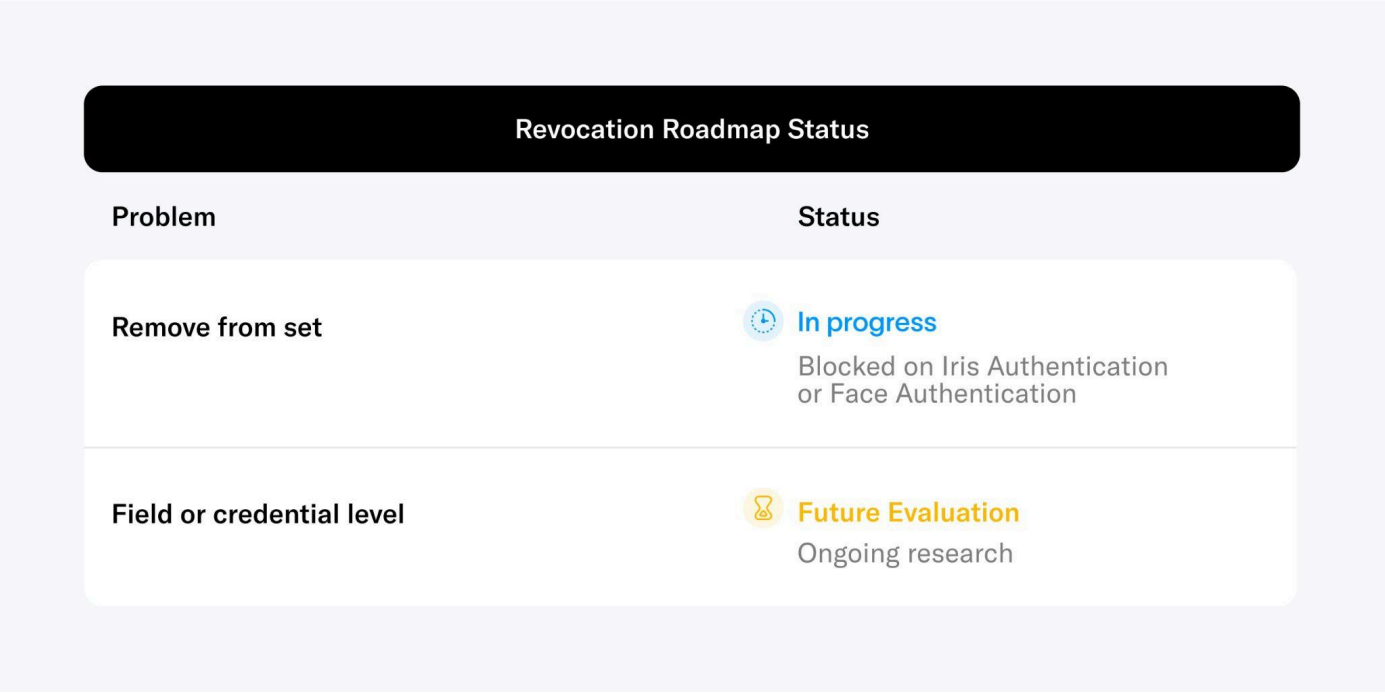 Revocation Roadmap Status
Problem
Status
Remove from set
In progress
Blocked on Iris Authentication
or Face Authentication
Field or credential level
Future Evaluation
Ongoing research